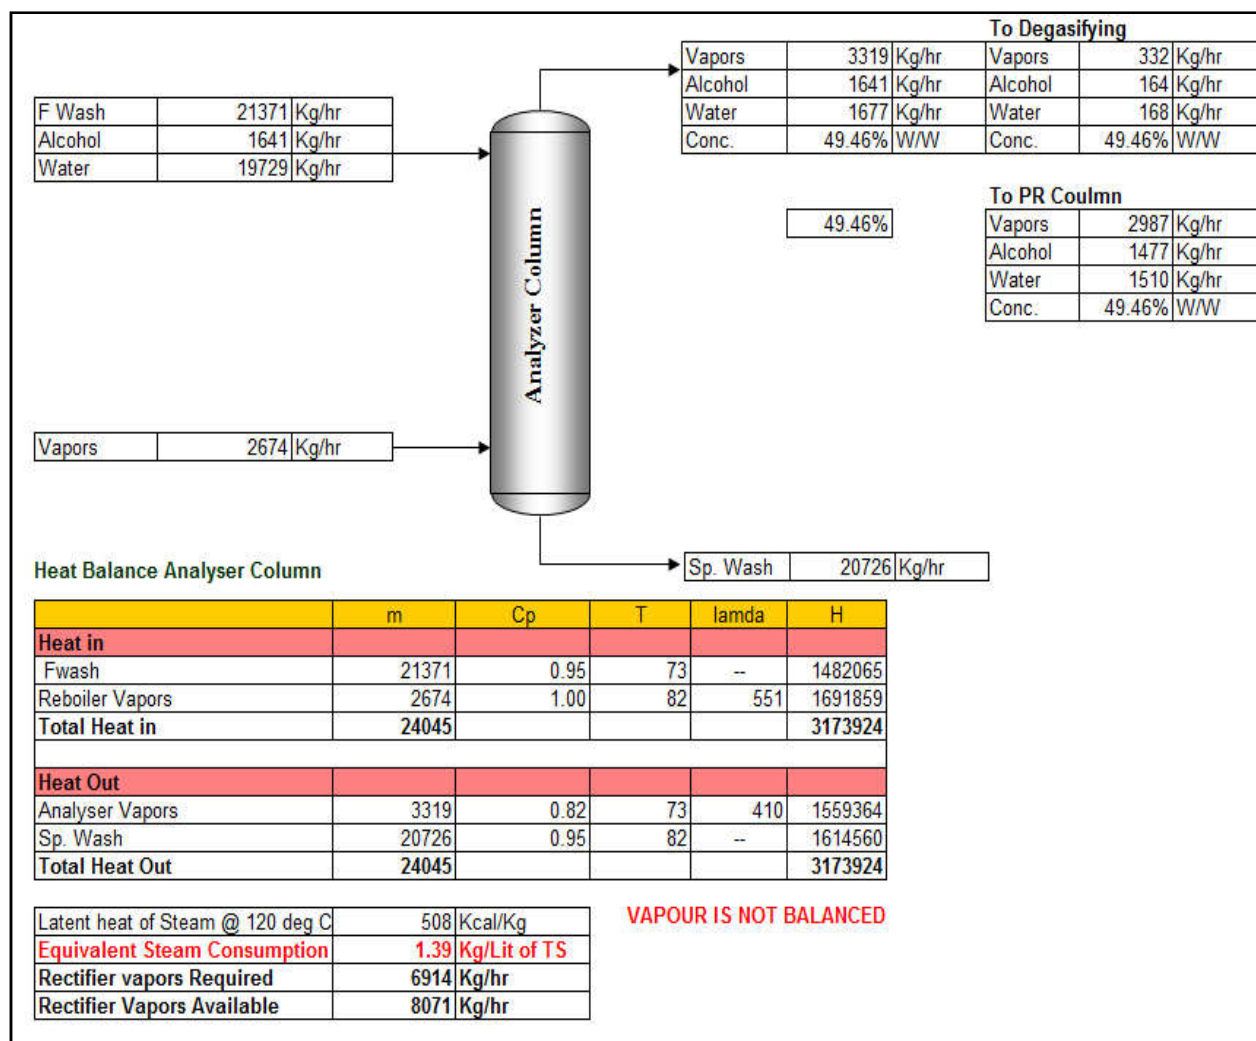 To Degasifying
Vapors 3319 Kg/hr Vapors 332 Kg/hr
Alcohol 1641 Kg/hr Alcohol 164 Kg/hr
Water 1677 Kg/hr Water 168 Kg/hr
Conc. 49.46% W/W Conc. 49.46% W/W
F Wash 21371 Kg/hr
Alcohol 1641 Kg/hr
Water 19729 Kg/hr
To PR Coulmn
49.46% Vapors 2987 Kg/hr
Alcohol 1477 Kg/hr
Water 1510 Kg/hr
Conc. 49.46% W/W
Analyzer Column
Vapors 2674 Kg/hr
Sp. Wash 20726 Kg/hr
Heat Balance Analyser Column
m Cp T lamda H
Heat in
Fwash 21371 0.95 73 -- 1482065
Reboiler Vapors 2674 1.00 82 551 1691859
Total Heat in 24045 3173924
Heat Out
Analyser Vapors 3319 0.82 73 410 1559364
Sp. Wash 20726 0.95 82 -- 1614560
Total Heat Out 24045 3173924
Latent heat of Steam @ 120 deg C 508 Kcal/Kg
Equivalent Steam Consumption 1.39 Kg/Lit of TS
Rectifier vapors Required 6914 Kg/hr
Rectifier Vapors Available 8071 Kg/hr
VAPOUR IS NOT BALANCED